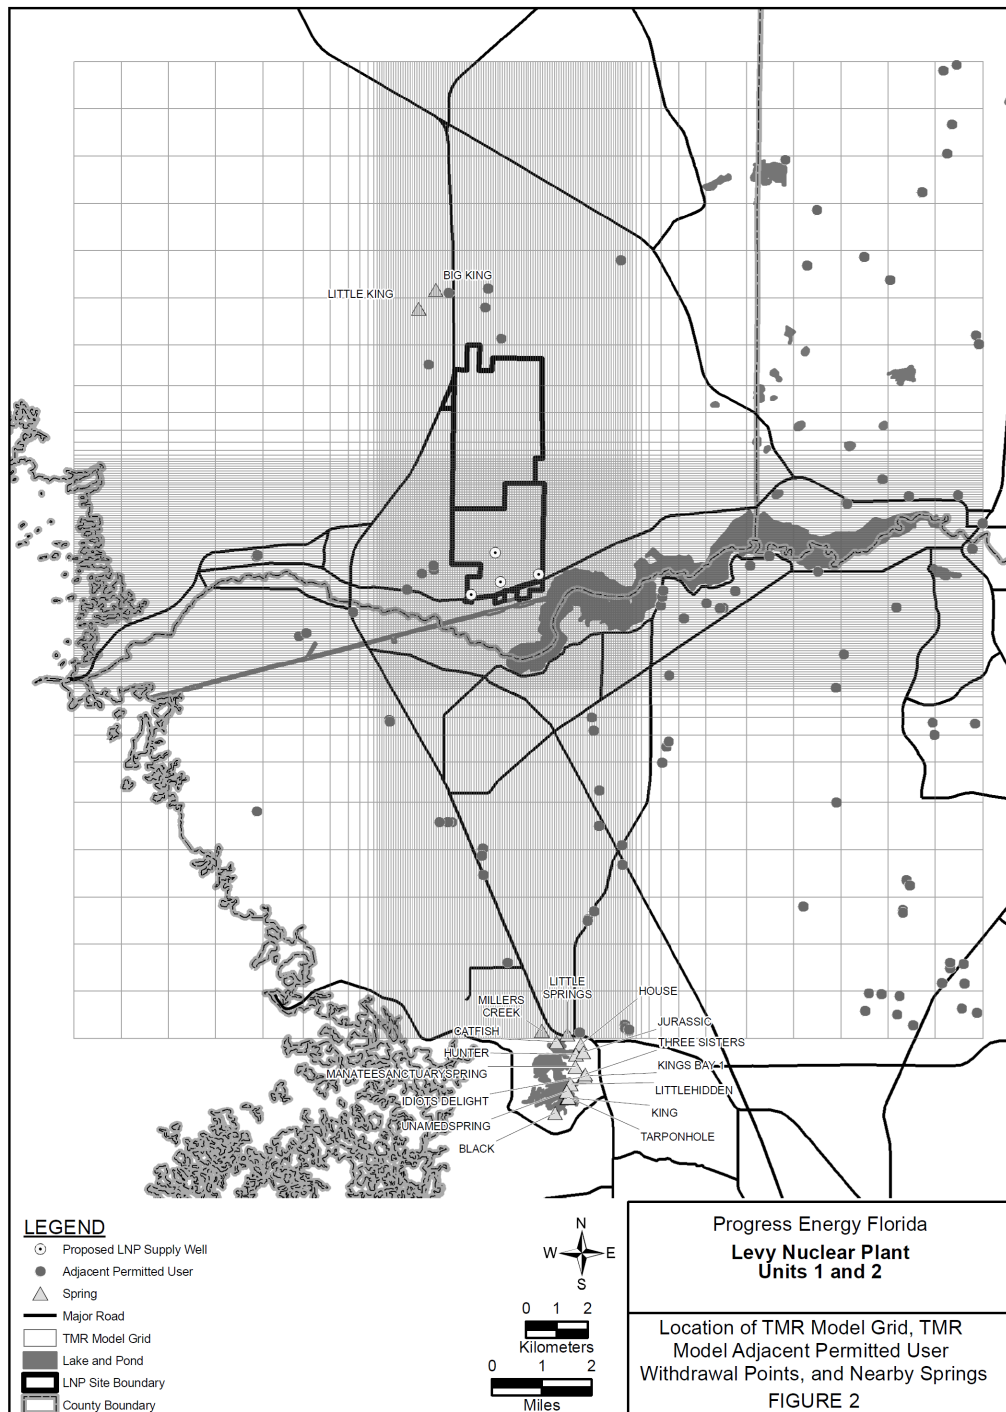 BIG KING
LITTLE KING
LITTLE
SPRINGS
HOUSE
MILLERS
CREEK
JURASSIC
CATFISH
THREE SISTERS
HUNTER
KINGS BAY 1
MANATEESANCTUARYSPRING
LITTLEHIDDEN
IDIOTS DELIGHT
KING
UNAMEDSPRING
TARPONHOLE
BLACK
LEGEND
Proposed LNP Supply Well
Adjacent Permitted User
Spring
Major Road
TMR Model Grid
Lake and Pond
LNP Site Boundary
County Boundary
N
W E
S
0 1 2
Kilometers
0 1 2
Miles
Progress Energy Florida
Levy Nuclear Plant
Units 1 and 2
Location of TMR Model Grid, TMR
Model Adjacent Permitted User
Withdrawal Points, and Nearby Springs
FIGURE 2